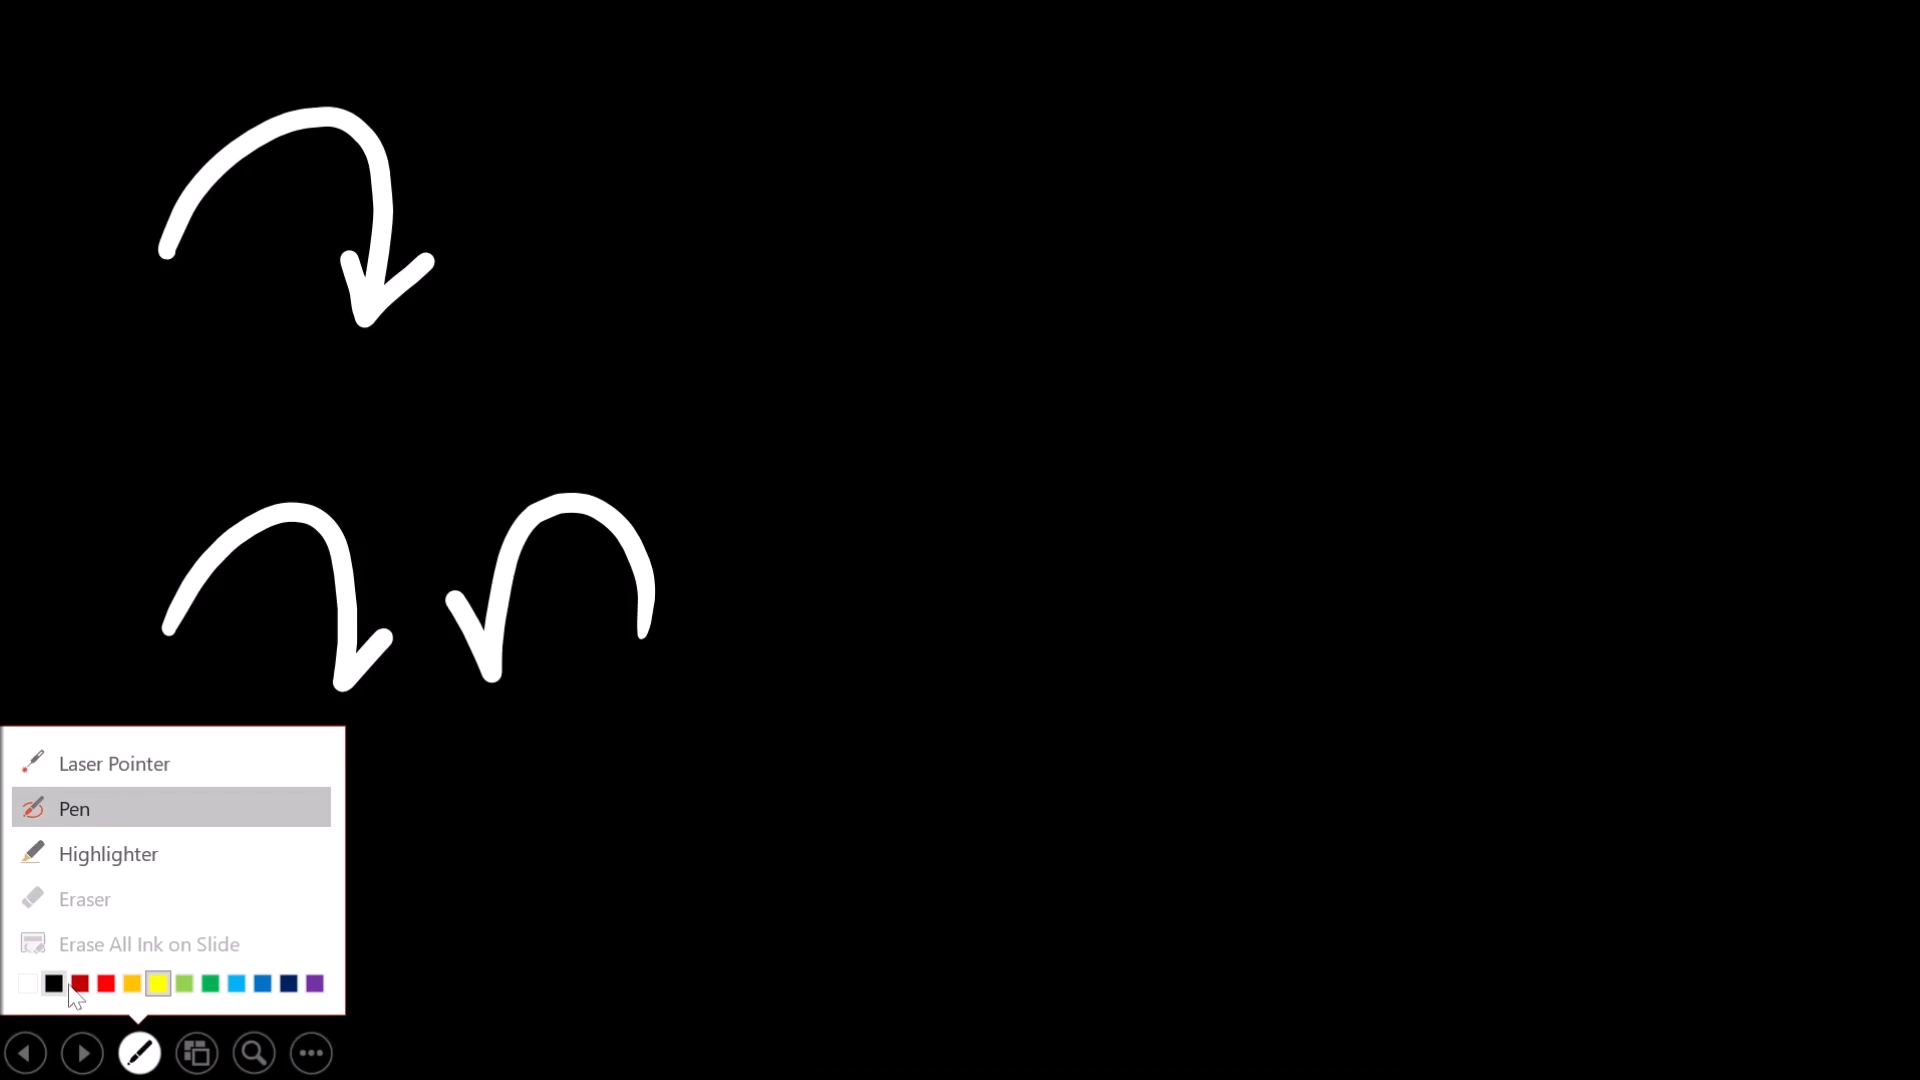 Laser Pointer
Pen
Highlighter
Eraser
Erase All Ink on Slide